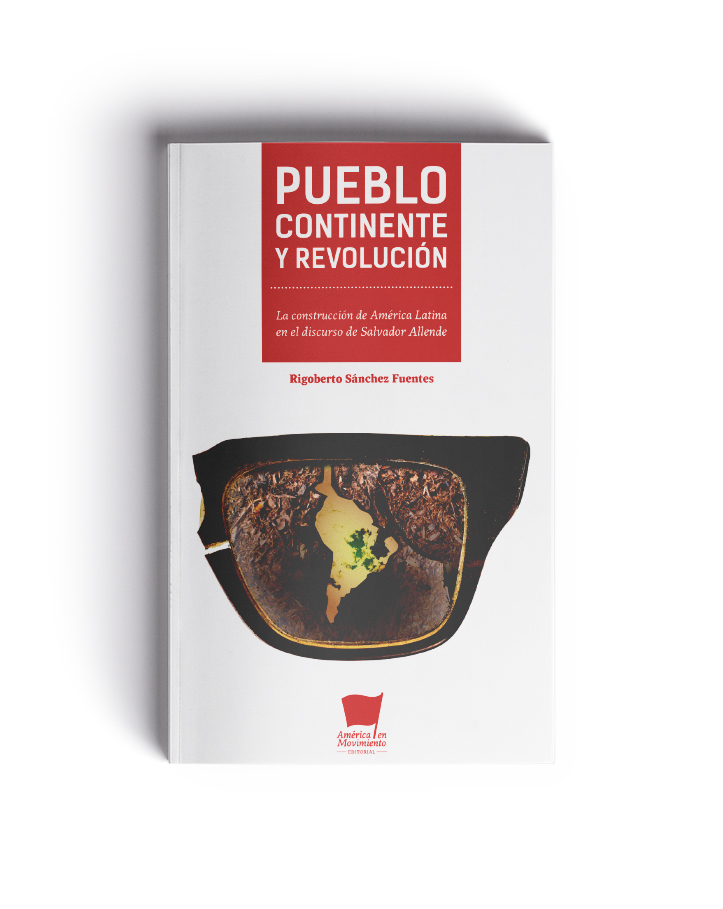 PUEBLO
CONTINENTE
Y REVOLUCIÓN
La construcción de América Latina
en el discurso de Salvador Allende
Rigoberto Sánchez Fuentes
América en
Movimiento
EDITORIAL